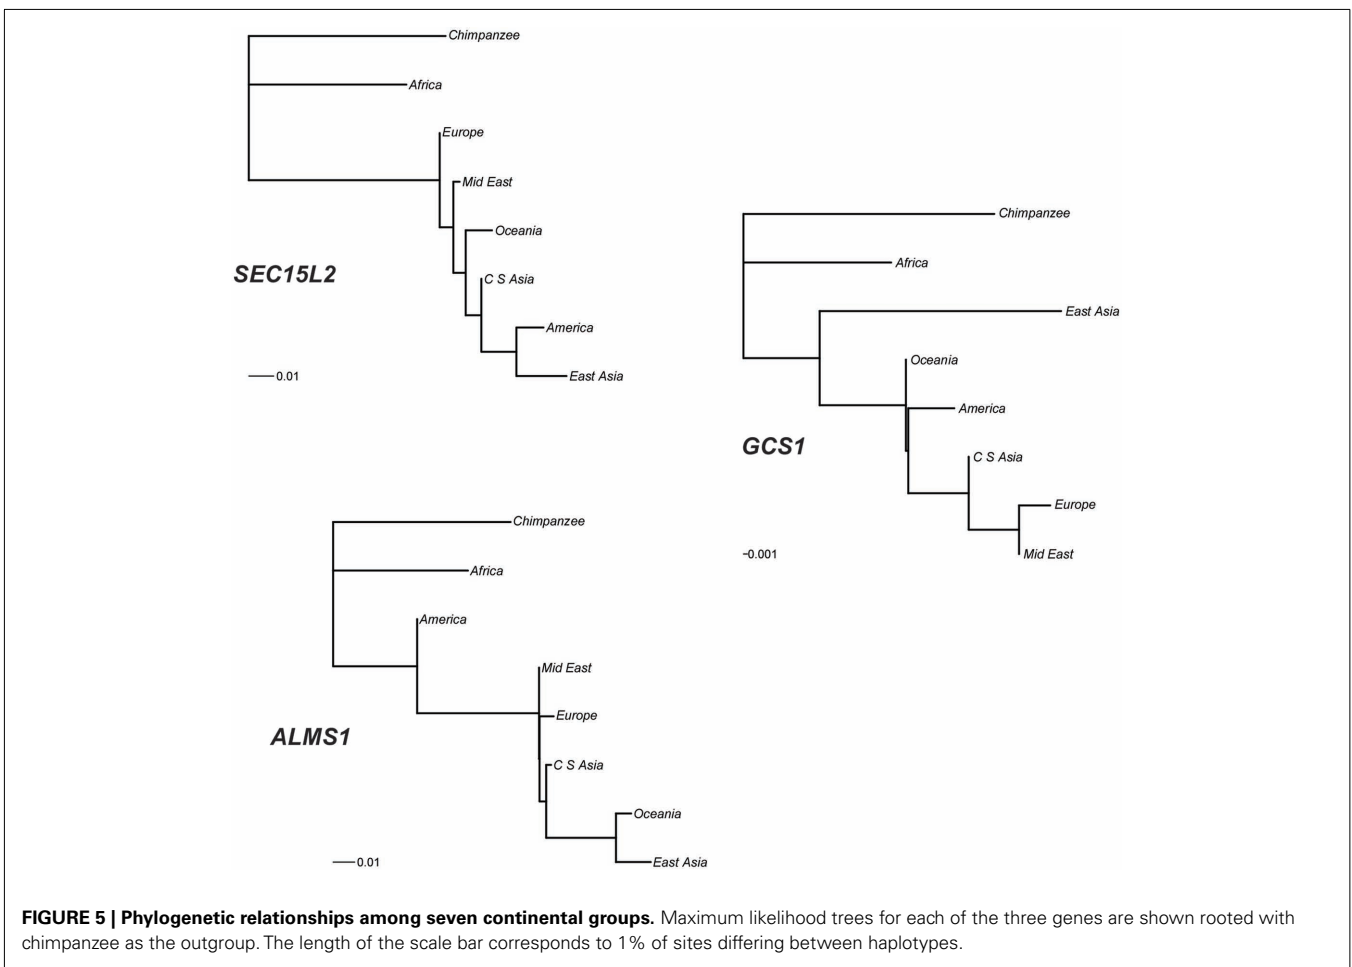 Chimpanzee
Africa
Europe
Mid East
Oceania
C S Asia
America
East Asia
SEC15L2
0.01
Chimpanzee
Africa
East Asia
Oceania
America
C S Asia
Europe
Mid East
GCS1
0.001
Chimpanzee
Africa
America
Mid East
Europe
C S Asia
Oceania
East Asia
ALMS1
0.01
FIGURE 5 | Phylogenetic relationships among seven continental groups. Maximum likelihood trees for each of the three genes are shown rooted with
chimpanzee as the outgroup. The length of the scale bar corresponds to 1% of sites differing between haplotypes.